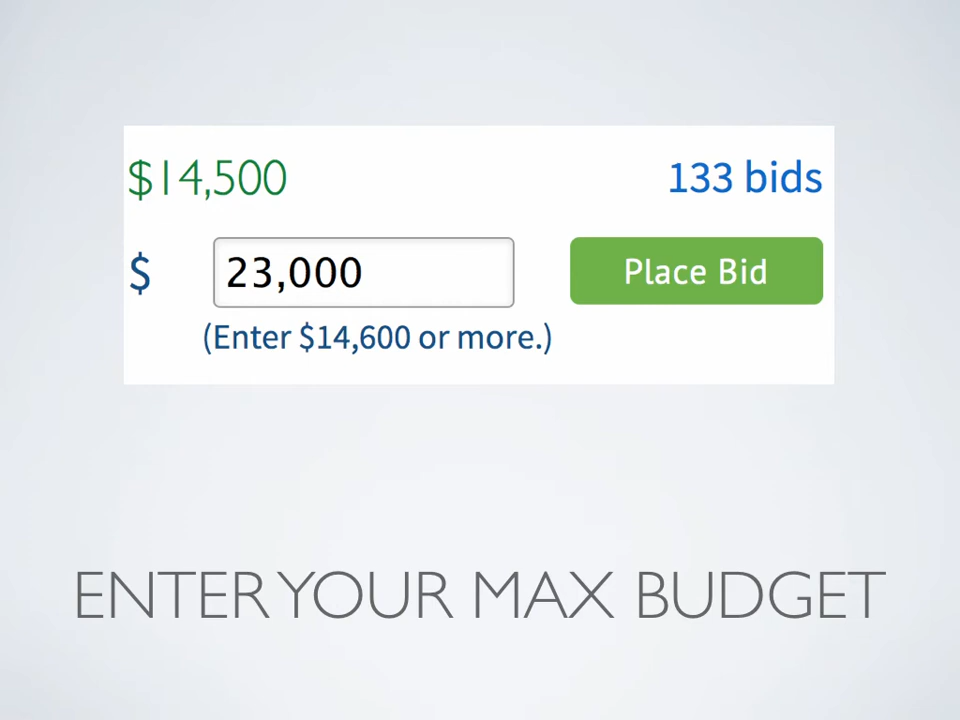 $14,500 133 bids
$ 23,000 Place Bid
(Enter $14,600 or more.)
ENTER YOUR MAX BUDGET